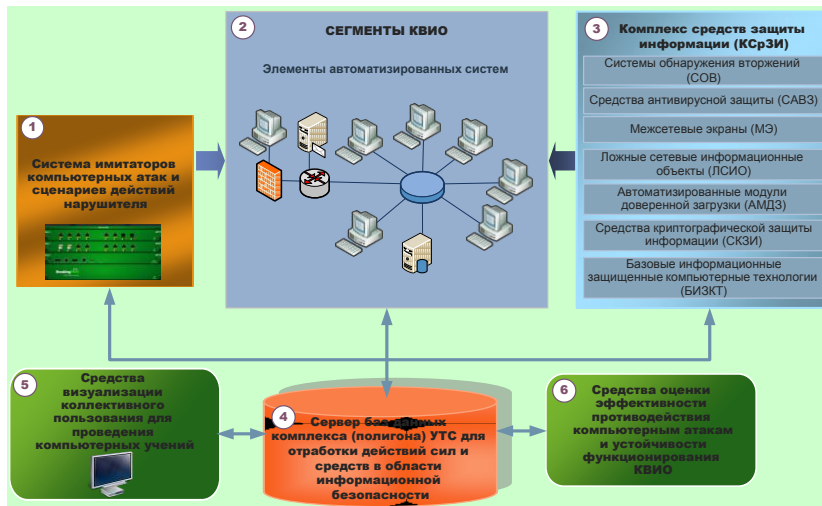 1
Система имитаторов
компьютерных атак и
сценариев действий
нарушителя
2
СЕГМЕНТЫ КВИО
Элементы автоматизированных систем
3
Комплекс средств защиты
информации (КСрЗИ)
Системы обнаружения вторжений
(СОВ)
Средства антивирусной защиты (САВЗ)
Межсетевые экраны (МЭ)
Ложные сетевые информационные
объекты (ЛСИО)
Автоматизированные модули
доверенной загрузки (АМДЗ)
Средства криптографической защиты
информации (СКЗИ)
Базовые информационные
защищенные компьютерные технологии
(БИЗКТ)
5
Средства
визуализации
коллективного
пользования для
проведения
компьютерных учений
4
Сервер баз данных
комплекса (полигона) УТС для
отработки действий сил и
средств в области
информационной
безопасности
6
Средства оценки
эффективности
противодействия
компьютерным атакам
и устойчивости
функционирования
КВИО